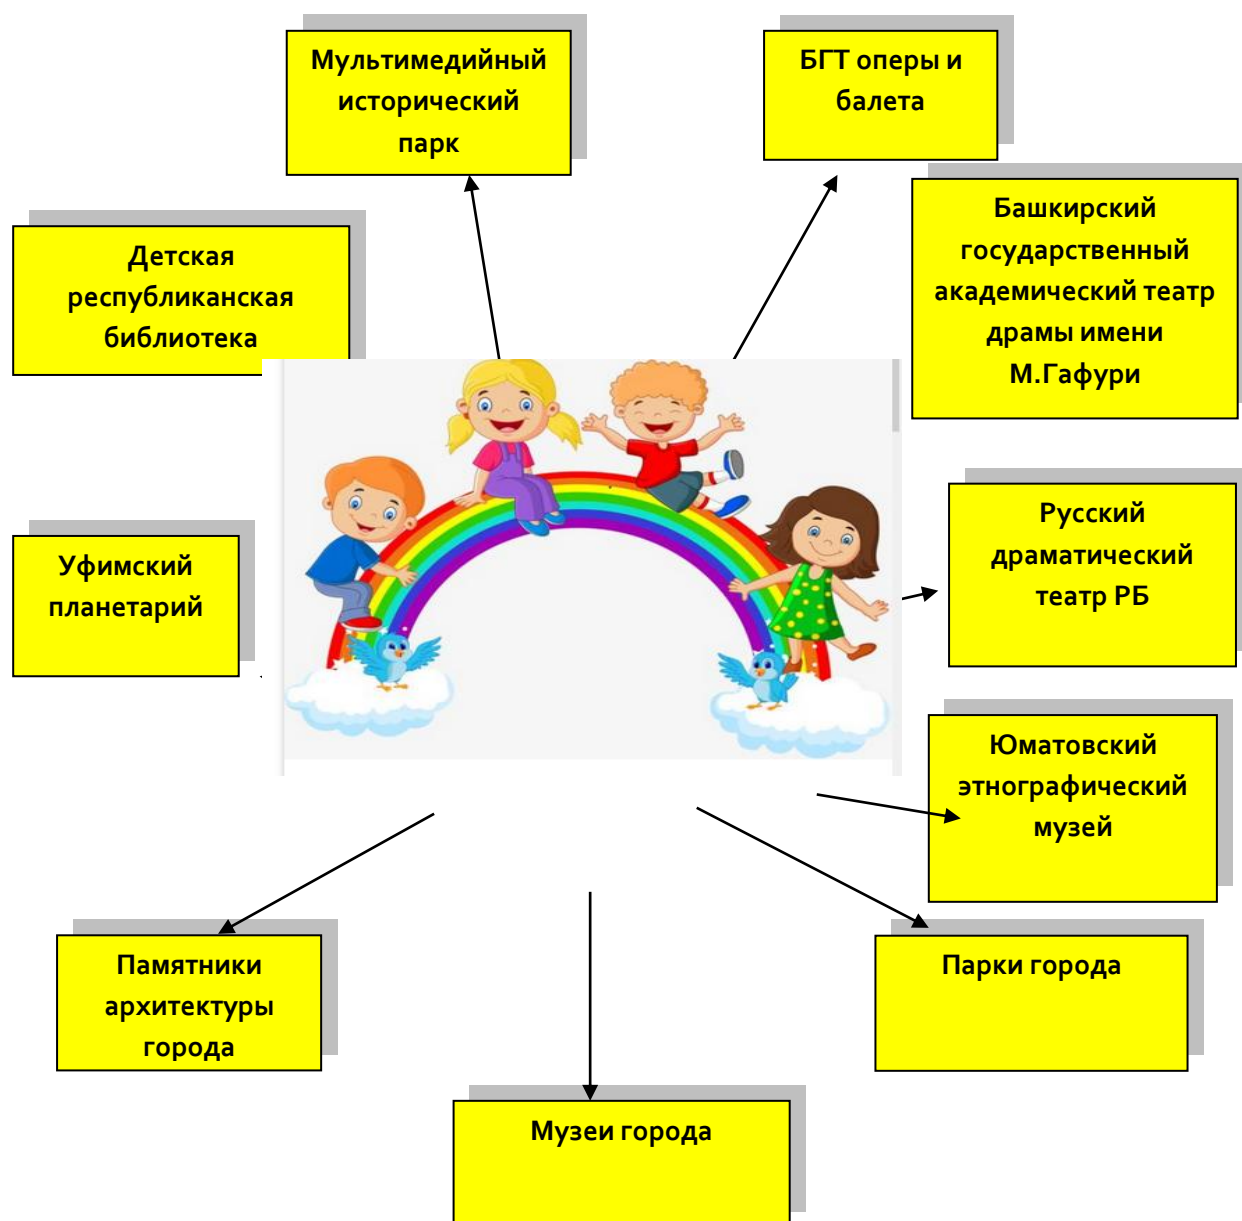 Мультимедийный
исторический
парк
БГТ оперы и
балета
Башкирский
государственный
академический театр
драмы имени
М.Гафури
Детская
республиканская
библиотека
Русский
драматический
театр РБ
Уфимский
планетарий
Юматовский
этнографический
музей
Памятники
архитектуры
города
Парки города
Музеи города